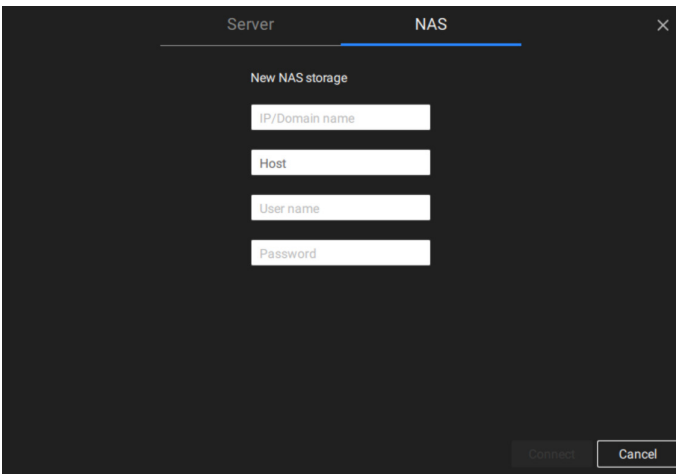 Server NAS
New NAS storage
IP/Domain name
Host
User name
Password
Connect Cancel